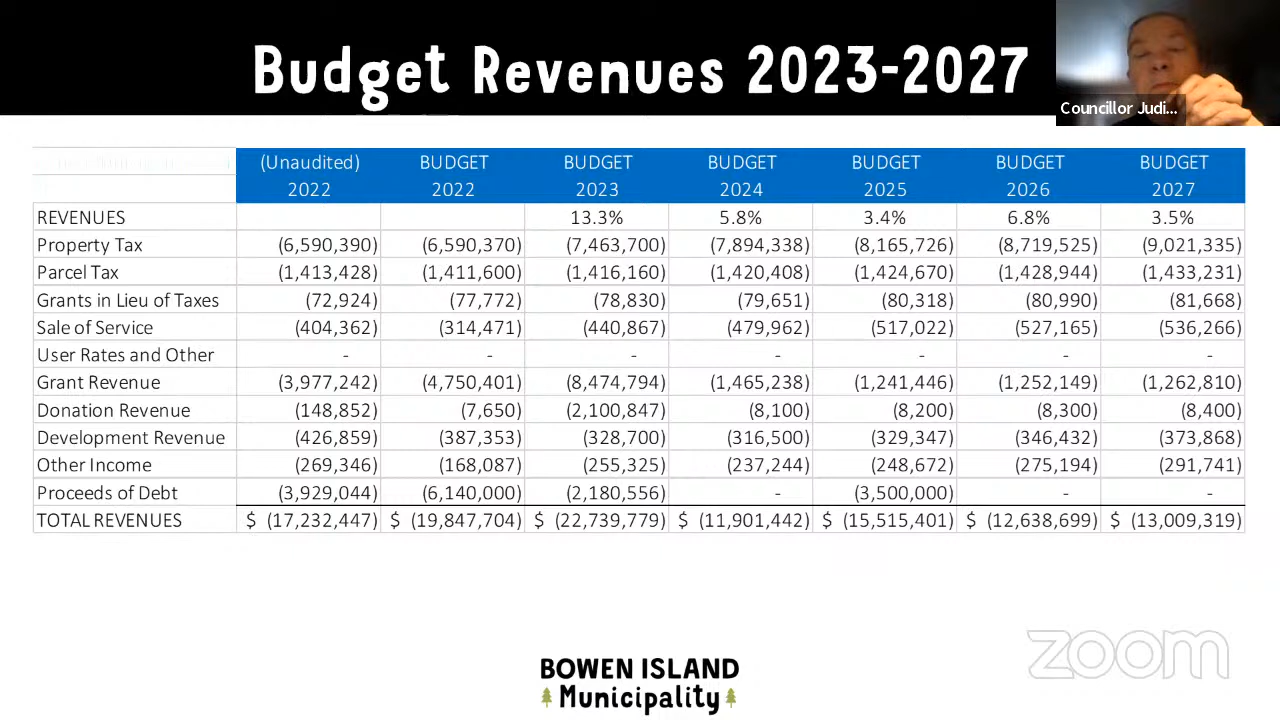 Budget Revenues 2023-2027
Councillor Judi...
(Unaudited) BUDGET BUDGET BUDGET BUDGET BUDGET BUDGET
2022 2022 2023 2024 2025 2026 2027
REVENUES 13.3% 5.8% 3.4% 6.8% 3.5%
Property Tax (6,590,390) (6,590,370) (7,463,700) (7,894,338) (8,165,726) (8,719,525) (9,021,335)
Parcel Tax (1,413,428) (1,411,600) (1,416,160) (1,420,408) (1,424,670) (1,428,944) (1,433,231)
Grants in Lieu of Taxes (72,924) (77,772) (78,830) (79,651) (80,318) (80,990) (81,668)
Sale of Service (404,362) (314,471) (440,867) (479,962) (517,022) (527,165) (536,266)
User Rates and Other - - - - - - -
Grant Revenue (3,977,242) (4,750,401) (8,474,794) (1,465,238) (1,241,446) (1,252,149) (1,262,810)
Donation Revenue (148,852) (7,650) (2,100,847) (8,100) (8,200) (8,300) (8,400)
Development Revenue (426,859) (387,353) (328,700) (316,500) (329,347) (346,432) (373,868)
Other Income (269,346) (168,087) (255,325) (237,244) (248,672) (275,194) (291,741)
Proceeds of Debt (3,929,044) (6,140,000) (2,180,556) - (3,500,000) - -
TOTAL REVENUES $ (17,232,447) $ (19,847,704) $ (22,739,779) $ (11,901,442) $ (15,515,401) $ (12,638,699) $ (13,009,319)
zoom
BOWEN ISLAND
Municipality